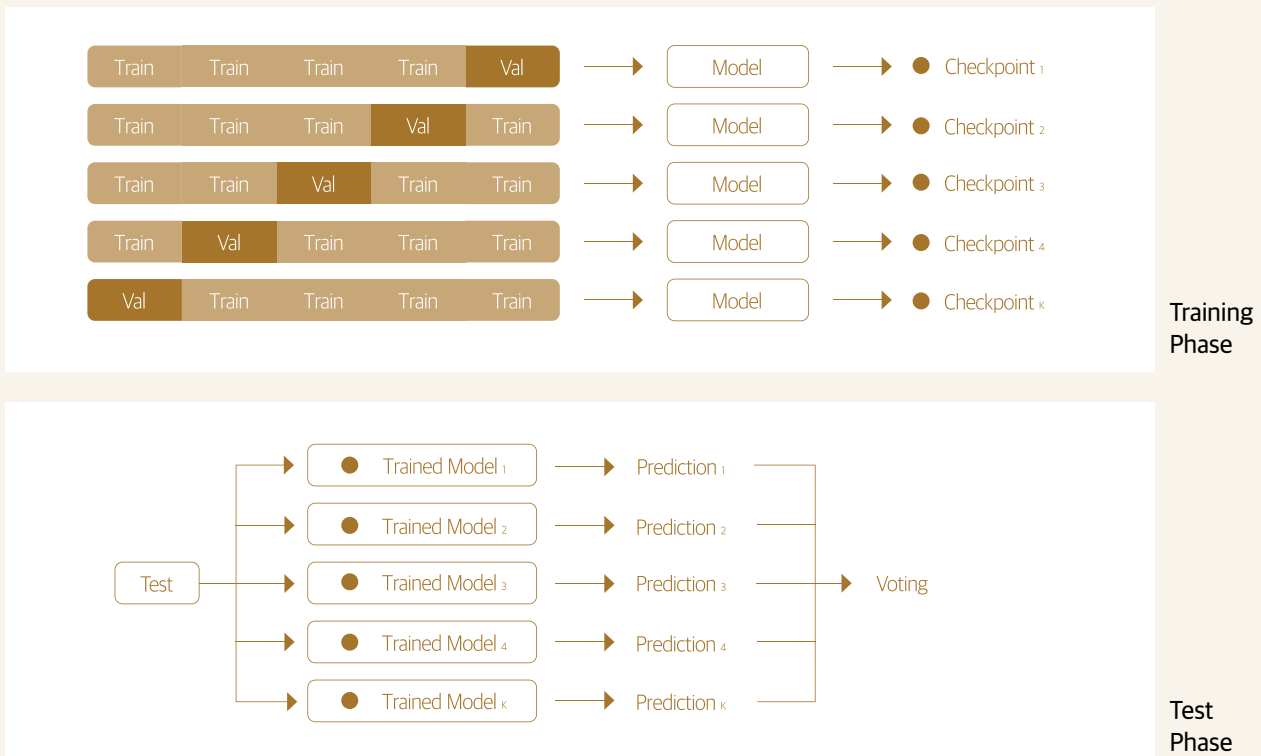 Train Train Train Train Val Model Checkpoint 1
Train Train Train Val Train Model Checkpoint 2
Train Train Val Train Train Model Checkpoint 3
Train Val Train Train Train Model Checkpoint 4
Val Train Train Train Train Model Checkpoint K
Training
Phase
Trained Model 1 Prediction 1
Trained Model 2 Prediction 2
Test Trained Model 3 Prediction 3 Voting
Trained Model 4 Prediction 4
Trained Model K Prediction K
Test
Phase